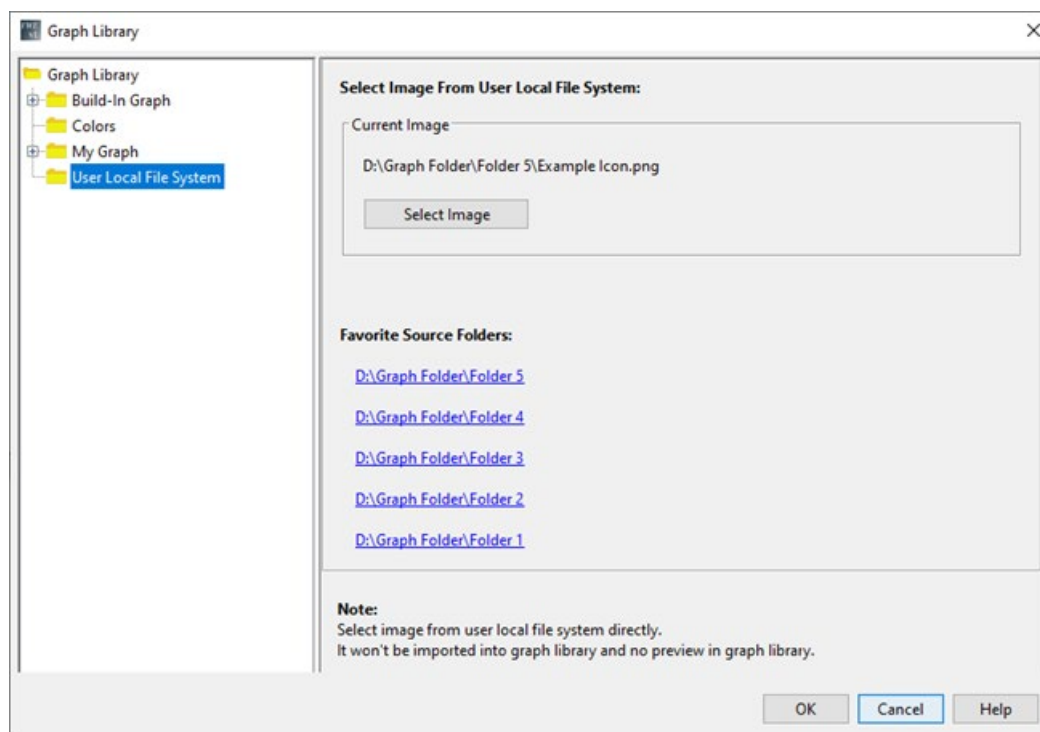 Graph Library
Graph Library
Build-In Graph
Colors
My Graph
User Local File System
Select Image From User Local File System:
Current Image
D:\Graph Folder\Folder 5\Example Icon.png
Select Image
Favorite Source Folders:
D:\Graph Folder\Folder 5
D:\Graph Folder\Folder 4
D:\Graph Folder\Folder 3
D:\Graph Folder\Folder 2
D:\Graph Folder\Folder 1
Note:
Select image from user local file system directly.
It won't be imported into graph library and no preview in graph library.
OK Cancel Help